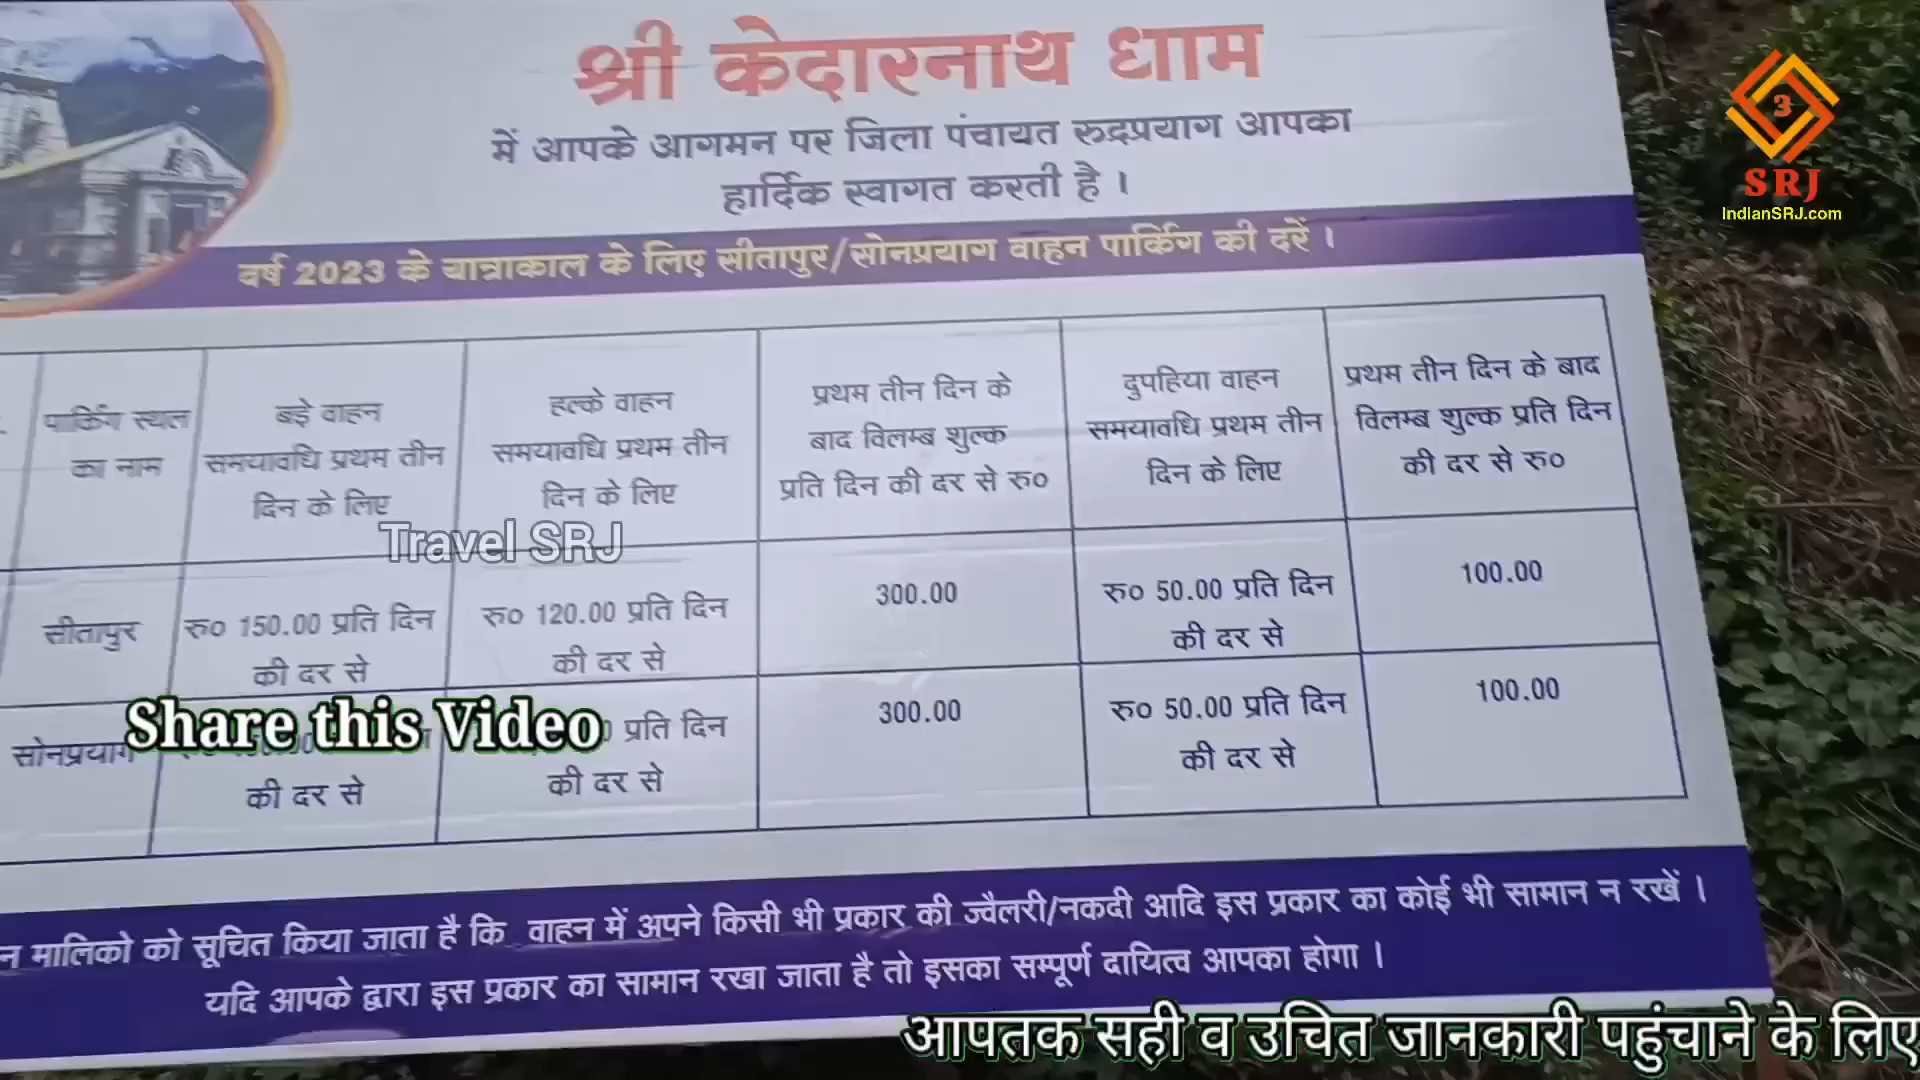 श्री केदारनाथ धाम
में आपके आगमन पर जिला पंचायत रुद्रप्रयाग आपका
हार्दिक स्वागत करती है।
वर्ष 2023 के यात्राकाल के लिए सीतापुर/सोनप्रयाग वाहन पार्किंग की दरें।
3
SRJ
IndianSRJ.com
पार्किंग स्थल
का नाम
बड़े वाहन
समयावधि प्रथम तीन
दिन के लिए
हल्के वाहन
समयावधि प्रथम तीन
दिन के लिए
प्रथम तीन दिन के
बाद विलम्ब शुल्क
प्रति दिन की दर से रु०
दुपहिया वाहन
समयावधि प्रथम तीन
दिन के लिए
प्रथम तीन दिन के बाद
विलम्ब शुल्क प्रति दिन
की दर से रु०
Travel SRJ
सीतापुर
रु० 150.00 प्रति दिन
की दर से
रु० 120.00 प्रति दिन
की दर से
300.00
रु० 50.00 प्रति दिन
की दर से
100.00
सोनप्रयाग
Share this Video
की दर से
प्रति दिन
की दर से
300.00
रु० 50.00 प्रति दिन
की दर से
100.00
मालिको को सूचित किया जाता है कि वाहन में अपने किसी भी प्रकार की ज्वैलरी/नकदी आदि इस प्रकार का कोई भी सामान न रखें।
यदि आपके द्वारा इस प्रकार का सामान रखा जाता है तो इसका सम्पूर्ण दायित्व आपका होगा।
आपतक सही व उचित जानकारी पहुंचाने के लिए